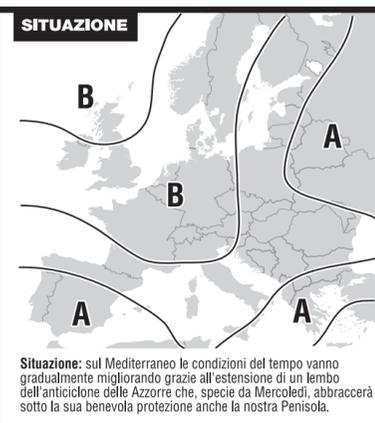 SITUAZIONE
B
A
B
A
A
Situazione: sul Mediterraneo le condizioni del tempo vanno
gradualmente migliorando grazie all'estensione di un lembo
dell'anticiclone delle Azzorre che, specie da Mercoledì, abbraccerà
sotto la sua benevola protezione anche la nostra Penisola.